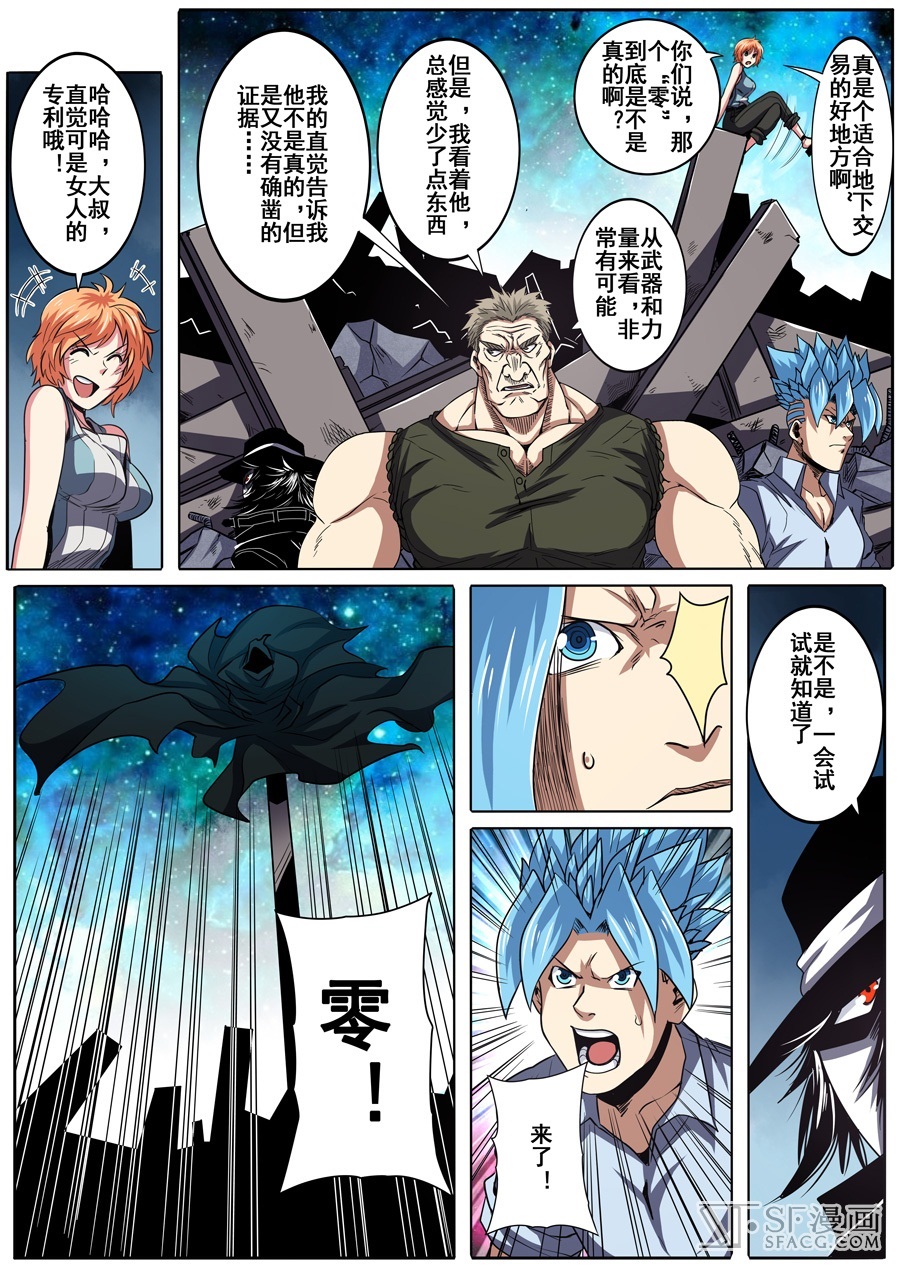 真是个适合地下交
易的好地方啊，
你们说，那
个“零”
到底是不是
真的啊？
从武器和力
量来看，非
常有可能
但是，我看着他，
总感觉少了点东西
我的直觉告诉我
他不是真的，但
是又没有确凿的
证据……
哈哈哈，大叔，
直觉可是女人的
专利哦！
是不是，一会试
试就知道了
来了！
零！
SF漫画
SFACG.COM